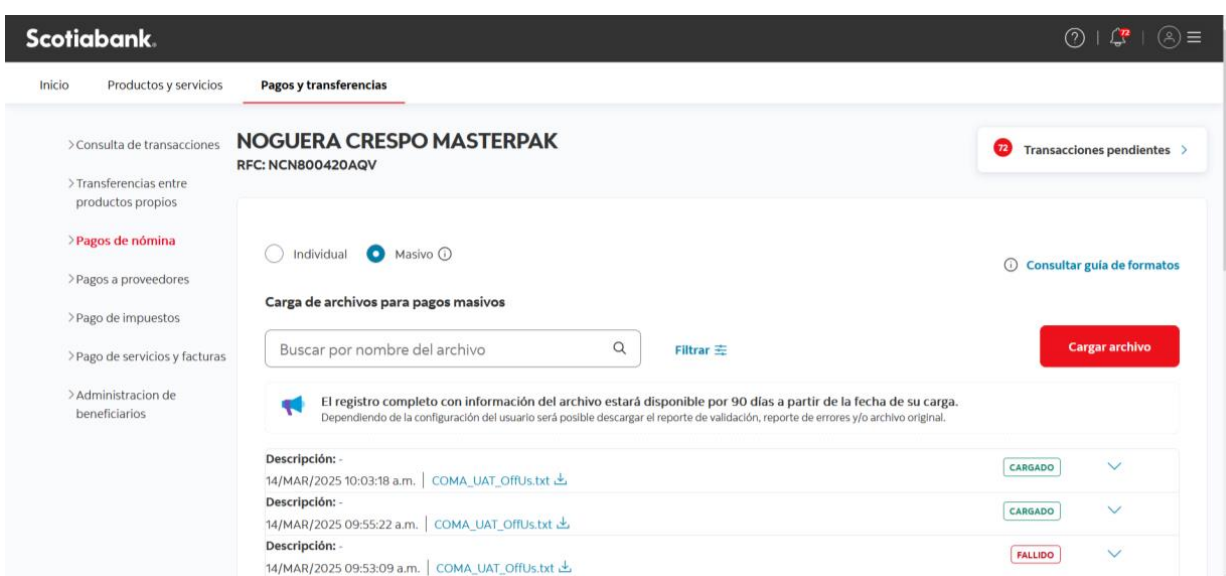 Scotiabank.
72
Inicio Productos y servicios Pagos y transferencias
Consulta de transacciones
Transferencias entre
productos propios
Pagos de nómina
Pagos a proveedores
Pago de impuestos
Pago de servicios y facturas
Administracion de
beneficiarios
NOGUERA CRESPO MASTERPAK
RFC: NCN800420AQV
72 Transacciones pendientes
Individual Masivo
Consultar guía de formatos
Carga de archivos para pagos masivos
Buscar por nombre del archivo
Filtrar
Cargar archivo
El registro completo con información del archivo estará disponible por 90 días a partir de la fecha de su carga.
Dependiendo de la configuración del usuario será posible descargar el reporte de validación, reporte de errores y/o archivo original.
Descripción: -
14/MAR/2025 10:03:18 a.m. | COMA_UAT_OffUs.txt
CARGADO
Descripción: -
14/MAR/2025 09:55:22 a.m. | COMA_UAT_OffUs.txt
CARGADO
Descripción: -
14/MAR/2025 09:53:09 a.m. | COMA_UAT_OffUs.txt
FALLIDO